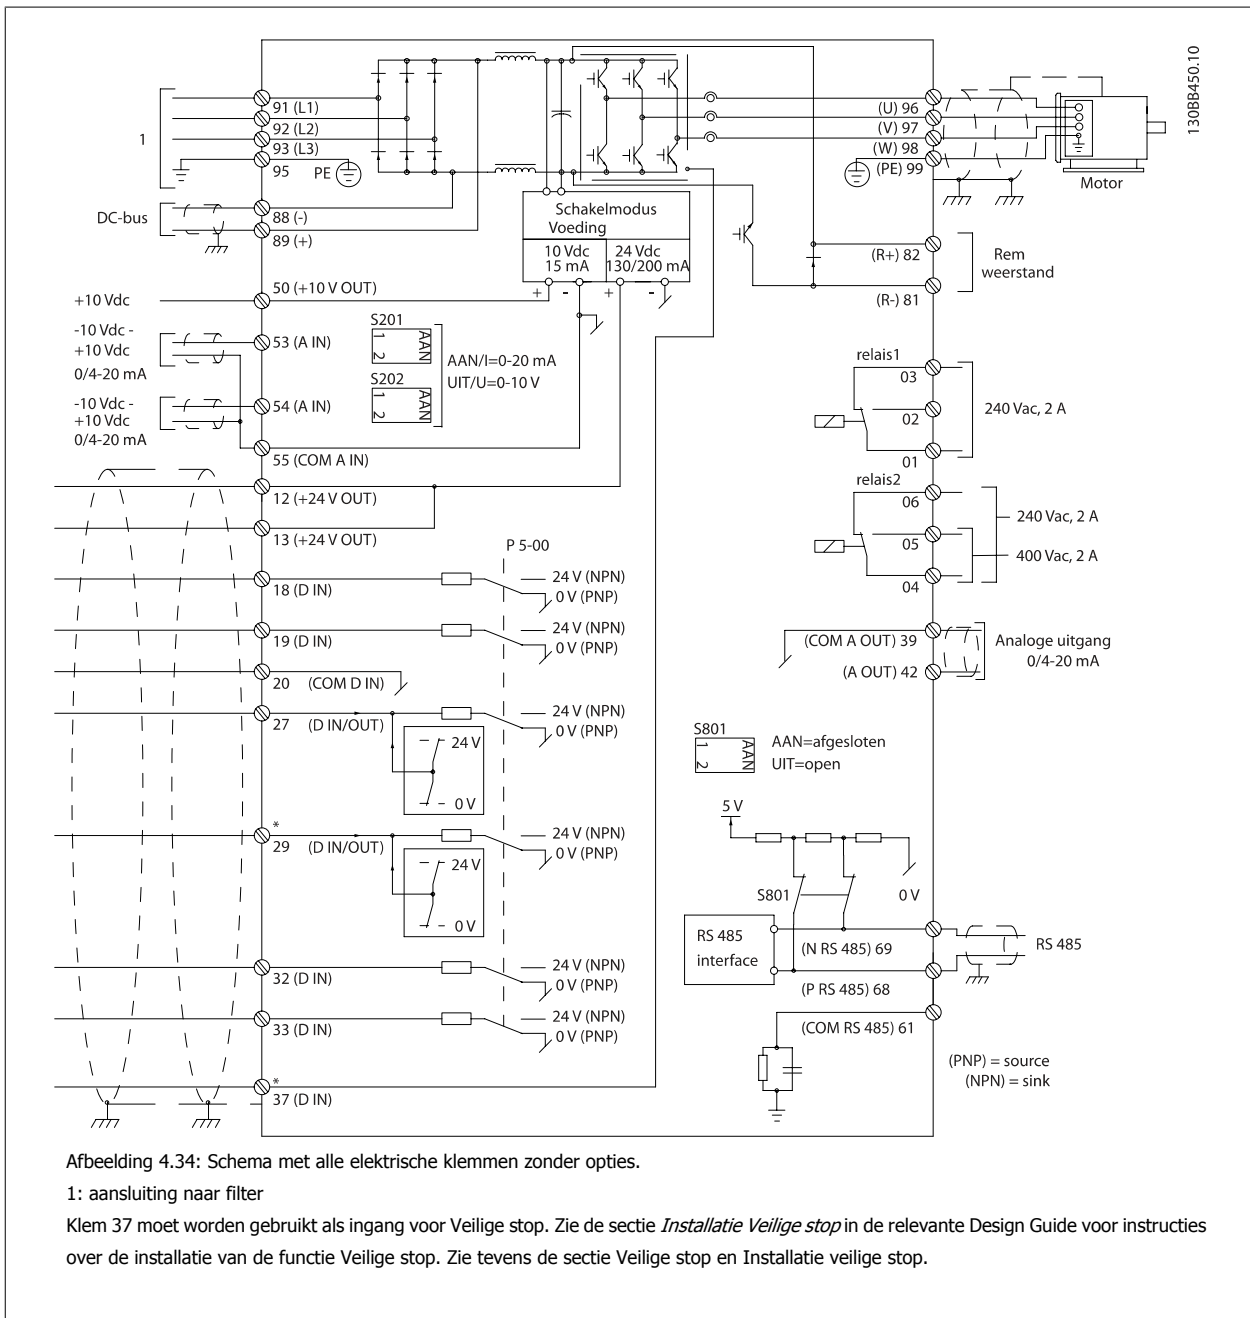 130BB450.10
1
91 (L1)
92 (L2)
93 (L3)
95
PE
DC-bus
88 (-)
89 (+)
Schakelmodus
Voeding
10 Vdc
15 mA
24 Vdc
130/200 mA
+ - + -
(U) 96
(V) 97
(W) 98
(PE) 99
Motor
(R+) 82
Rem
weerstand
(R-) 81
+10 Vdc
50 (+10 V OUT)
-10 Vdc -
+10 Vdc
0/4-20 mA
53 (A IN)
-10 Vdc -
+10 Vdc
0/4-20 mA
54 (A IN)
55 (COM A IN)
S201
1
2
AAN
S202
1
2
AAN
AAN/I=0-20 mA
UIT/U=0-10 V
12 (+24 V OUT)
13 (+24 V OUT)
relais1
03
02
01
240 Vac, 2 A
relais2
06
05
04
240 Vac, 2 A
400 Vac, 2 A
P 5-00
18 (D IN)
24 V (NPN)
0 V (PNP)
19 (D IN)
24 V (NPN)
0 V (PNP)
20 (COM D IN)
27 (D IN/OUT)
24 V (NPN)
0 V (PNP)
24 V
0 V
*
29 (D IN/OUT)
24 V (NPN)
0 V (PNP)
24 V
0 V
32 (D IN)
24 V (NPN)
0 V (PNP)
33 (D IN)
24 V (NPN)
0 V (PNP)
*
37 (D IN)
(COM A OUT) 39
(A OUT) 42
Analoge uitgang
0/4-20 mA
S801
1
2
AAN
AAN=afgesloten
UIT=open
5 V
S801
0 V
RS 485
interface
(N RS 485) 69
RS 485
(P RS 485) 68
(COM RS 485) 61
(PNP) = source
(NPN) = sink
Afbeelding 4.34: Schema met alle elektrische klemmen zonder opties.
1: aansluiting naar filter
Klem 37 moet worden gebruikt als ingang voor Veilige stop. Zie de sectie Installatie Veilige stop in de relevante Design Guide voor instructies
over de installatie van de functie Veilige stop. Zie tevens de sectie Veilige stop en Installatie veilige stop.